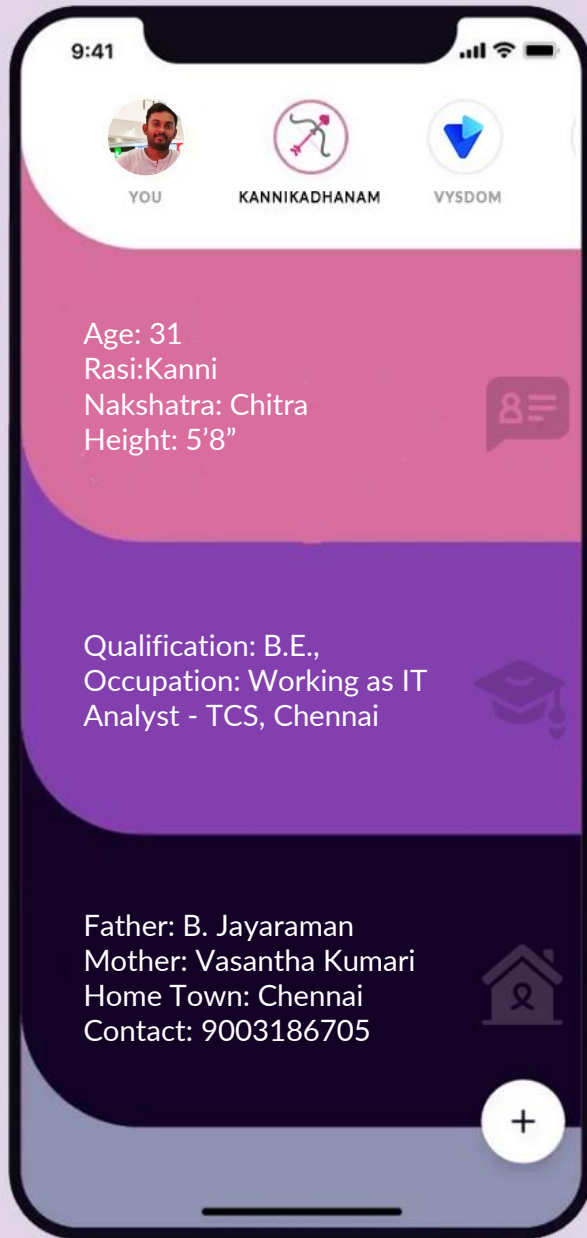 9:41
YOU
KANNIKADHANAM
VYSDOM
Age: 31
Rasi:Kanni
Nakshatra: Chitra
Height: 5’8”
Qualification: B.E.,
Occupation: Working as IT
Analyst - TCS, Chennai
Father: B. Jayaraman
Mother: Vasantha Kumari
Home Town: Chennai
Contact: 9003186705